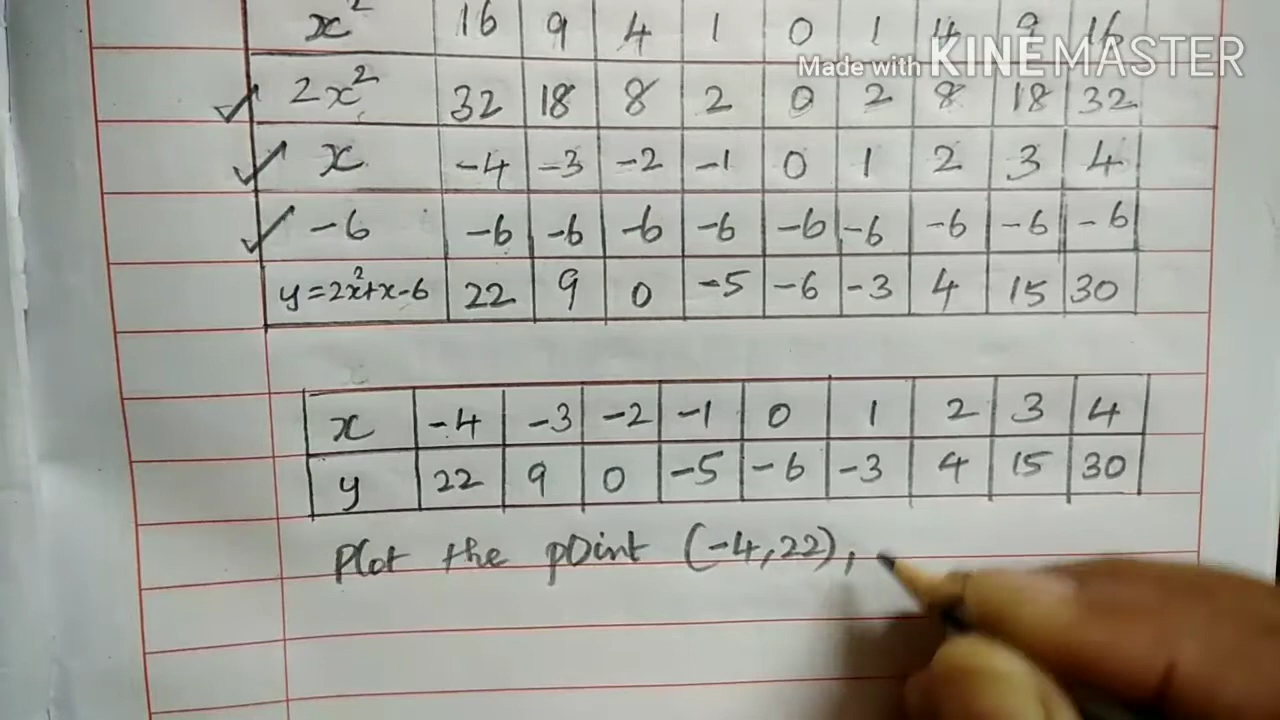 x² 16 9 4 1 0 1 4 9 16
Made with KINEMASTER
2x² 32 18 8 2 0 2 8 18 32
x -4 -3 -2 -1 0 1 2 3 4
-6 -6 -6 -6 -6 -6 -6 -6 -6 -6
y=2x²+x-6 22 9 0 -5 -6 -3 4 15 30
x -4 -3 -2 -1 0 1 2 3 4
y 22 9 0 -5 -6 -3 4 15 30
Plot the point (-4,22),